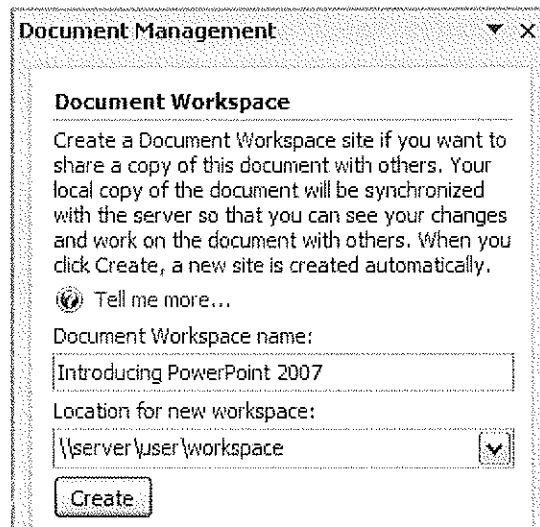 Document Management
Document Workspace
Create a Document Workspace site if you want to
share a copy of this document with others. Your
local copy of the document will be synchronized
with the server so that you can see your changes
and work on the document with others. When you
click Create, a new site is created automatically.
Tell me more...
Document Workspace name:
Introducing PowerPoint 2007
Location for new workspace:
\\server\user\workspace
Create